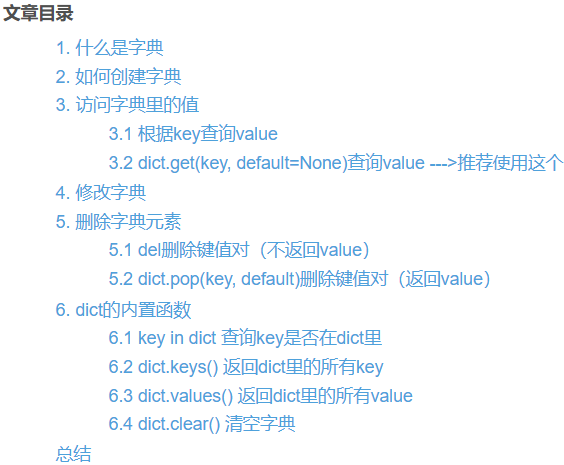 文章目录
1. 什么是字典
2. 如何创建字典
3. 访问字典里的值
3.1 根据key查询value
3.2 dict.get(key, default=None)查询value --->推荐使用这个
4. 修改字典
5. 删除字典元素
5.1 del删除键值对（不返回value）
5.2 dict.pop(key, default)删除键值对（返回value）
6. dict的内置函数
6.1 key in dict 查询key是否在dict里
6.2 dict.keys() 返回dict里的所有key
6.3 dict.values() 返回dict里的所有value
6.4 dict.clear() 清空字典
总结